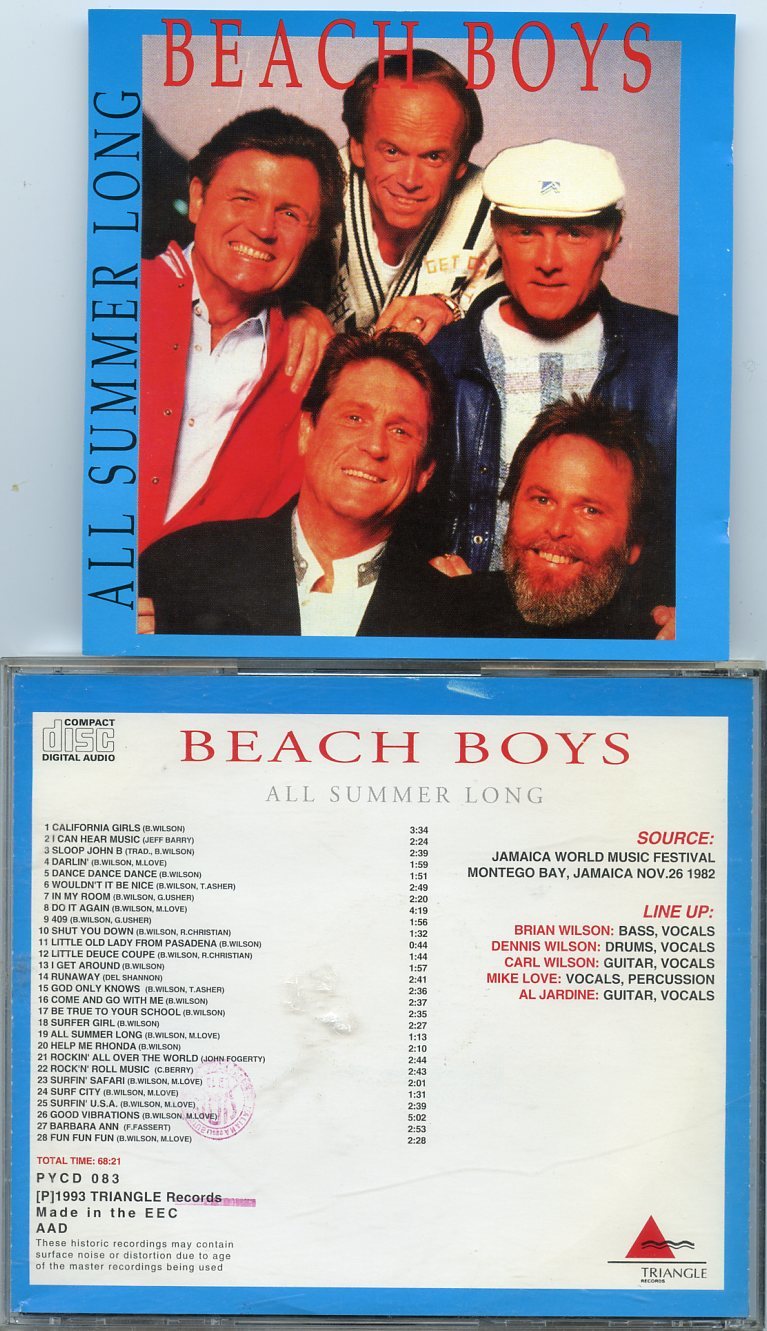 BEACH BOYS
ALL SUMMER LONG
GET
COMPACT
disc
DIGITAL AUDIO
BEACH BOYS
ALL SUMMER LONG
1 CALIFORNIA GIRLS (B.WILSON) 3:34
2 I CAN HEAR MUSIC (JEFF BARRY) 2:24
3 SLOOP JOHN B (TRAD., B.WILSON) 2:39
4 DARLIN' (B.WILSON, M.LOVE) 1:59
5 DANCE DANCE DANCE (B.WILSON) 1:51
6 WOULDN'T IT BE NICE (B.WILSON, T.ASHER) 2:49
7 IN MY ROOM (B.WILSON, G.USHER) 2:20
8 DO IT AGAIN (B.WILSON, M.LOVE) 4:19
9 409 (B.WILSON, G.USHER) 1:56
10 SHUT YOU DOWN (B.WILSON, R.CHRISTIAN) 1:32
11 LITTLE OLD LADY FROM PASADENA (B.WILSON) 0:44
12 LITTLE DEUCE COUPE (B.WILSON, R.CHRISTIAN) 1:44
13 I GET AROUND (B.WILSON) 1:57
14 RUNAWAY (DEL SHANNON) 2:41
15 GOD ONLY KNOWS (B.WILSON, T.ASHER) 2:36
16 COME AND GO WITH ME (B.WILSON) 2:37
17 BE TRUE TO YOUR SCHOOL (B.WILSON) 2:35
18 SURFER GIRL (B.WILSON) 2:27
19 ALL SUMMER LONG (B.WILSON, M.LOVE) 1:13
20 HELP ME RHONDA (B.WILSON) 2:10
21 ROCKIN' ALL OVER THE WORLD (JOHN FOGERTY) 2:44
22 ROCK'N' ROLL MUSIC (C.BERRY) 2:43
23 SURFIN' SAFARI (B.WILSON, M.LOVE) 2:01
24 SURF CITY (B.WILSON, M.LOVE) 1:31
25 SURFIN' U.S.A. (B.WILSON, M.LOVE) 2:39
26 GOOD VIBRATIONS (B.WILSON, M.LOVE) 5:02
27 BARBARA ANN (F.FASSERT) 2:53
28 FUN FUN FUN (B.WILSON, M.LOVE) 2:28
SOURCE:
JAMAICA WORLD MUSIC FESTIVAL
MONTEGO BAY, JAMAICA NOV.26 1982
LINE UP:
BRIAN WILSON: BASS, VOCALS
DENNIS WILSON: DRUMS, VOCALS
CARL WILSON: GUITAR, VOCALS
MIKE LOVE: VOCALS, PERCUSSION
AL JARDINE: GUITAR, VOCALS
TOTAL TIME: 68:21
PYCD 083
[P]1993 TRIANGLE Records
Made in the EEC
AAD
These historic recordings may contain
surface noise or distortion due to age
of the master recordings being used
TRIANGLE
RECORDS